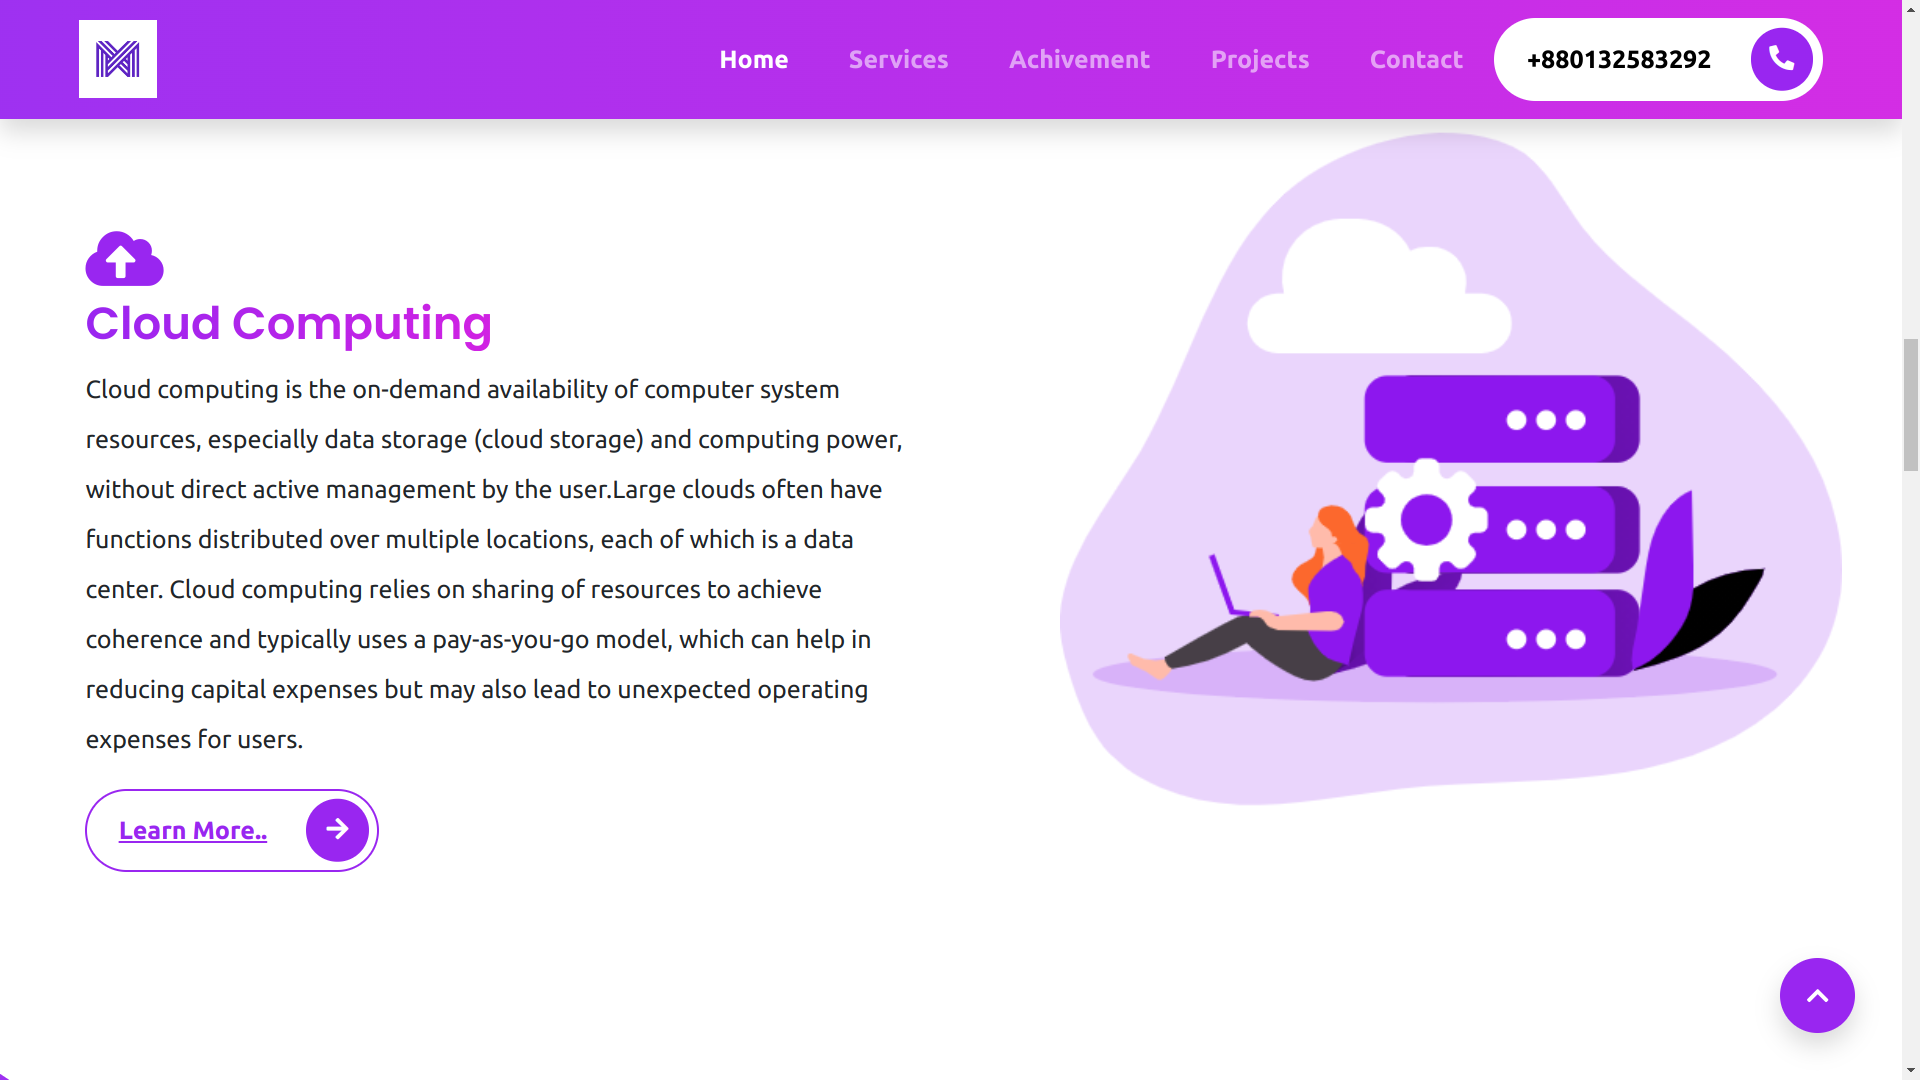 Home Services Achivement Projects Contact +880132583292
Cloud Computing
Cloud computing is the on-demand availability of computer system
resources, especially data storage (cloud storage) and computing power,
without direct active management by the user.Large clouds often have
functions distributed over multiple locations, each of which is a data
center. Cloud computing relies on sharing of resources to achieve
coherence and typically uses a pay-as-you-go model, which can help in
reducing capital expenses but may also lead to unexpected operating
expenses for users.
Learn More..